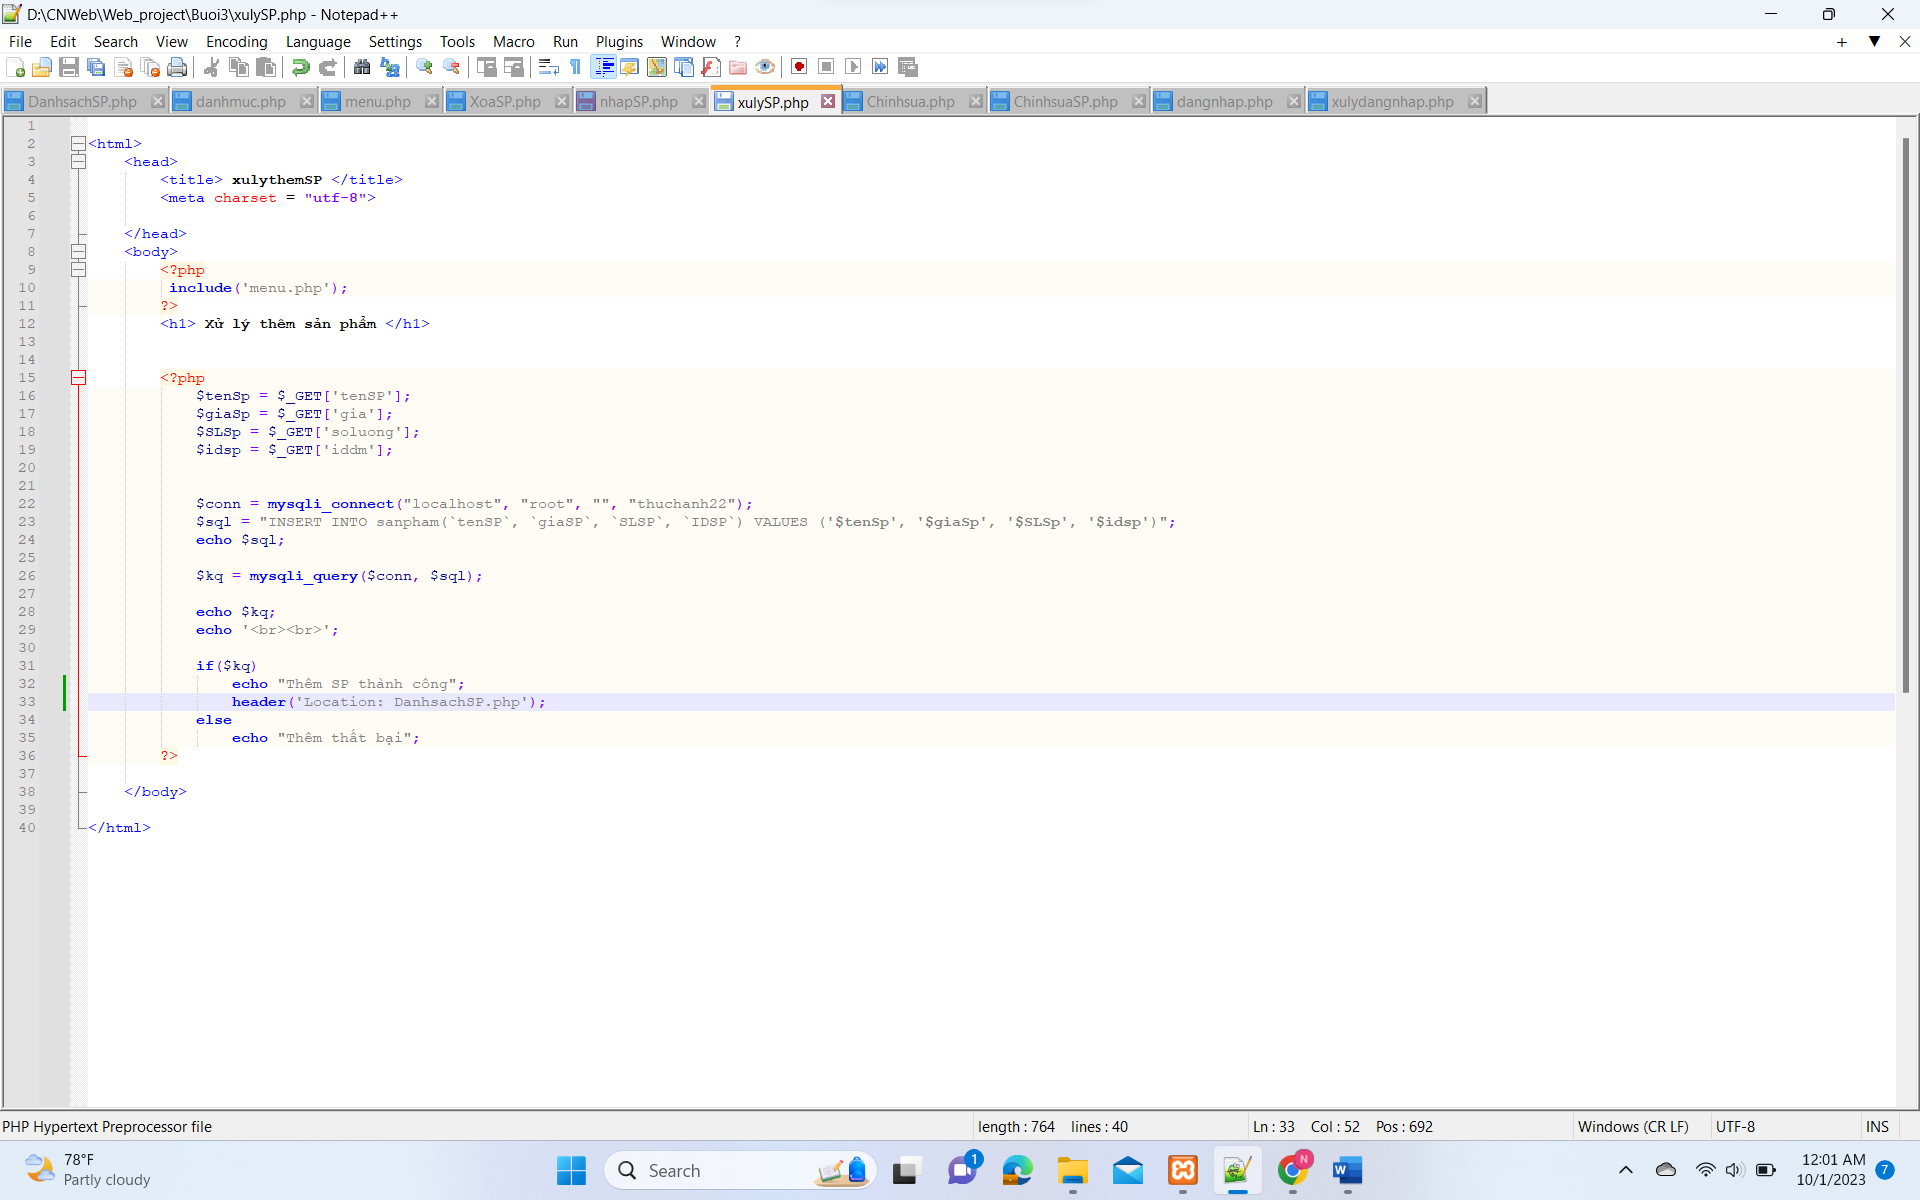 D:\CNWeb\Web_project\Buoi3\xulySP.php - Notepad++
File Edit Search View Encoding Language Settings Tools Macro Run Plugins Window ?
DanhsachSP.php danhmuc.php menu.php XoaSP.php nhapSP.php xulySP.php Chinhsua.php ChinhsuaSP.php dangnhap.php xulydangnhap.php
1
2 <html>
3 <head>
4 <title> xulythemSP </title>
5 <meta charset = "utf-8">
6
7 </head>
8 <body>
9 <?php
10 include('menu.php');
11 ?>
12 <h1> Xử lý thêm sản phẩm </h1>
13
14
15 <?php
16 $tenSp = $_GET['tenSP'];
17 $giaSp = $_GET['gia'];
18 $SLSp = $_GET['soluong'];
19 $idsp = $_GET['iddm'];
20
21
22 $conn = mysqli_connect("localhost", "root", "", "thuchanh22");
23 $sql = "INSERT INTO sanpham(`tenSP`, `giaSP`, `SLSP`, `IDSP`) VALUES ('$tenSp', '$giaSp', '$SLSp', '$idsp')";
24 echo $sql;
25
26 $kq = mysqli_query($conn, $sql);
27
28 echo $kq;
29 echo '<br><br>';
30
31 if($kq)
32 echo "Thêm SP thành công";
33 header('Location: DanhsachSP.php');
34 else
35 echo "Thêm thất bại";
36 ?>
37
38 </body>
39
40 </html>
PHP Hypertext Preprocessor file length : 764 lines : 40 Ln : 33 Col : 52 Pos : 692 Windows (CR LF) UTF-8 INS
78°F
Partly cloudy
Search
1
N
12:01 AM
10/1/2023
7